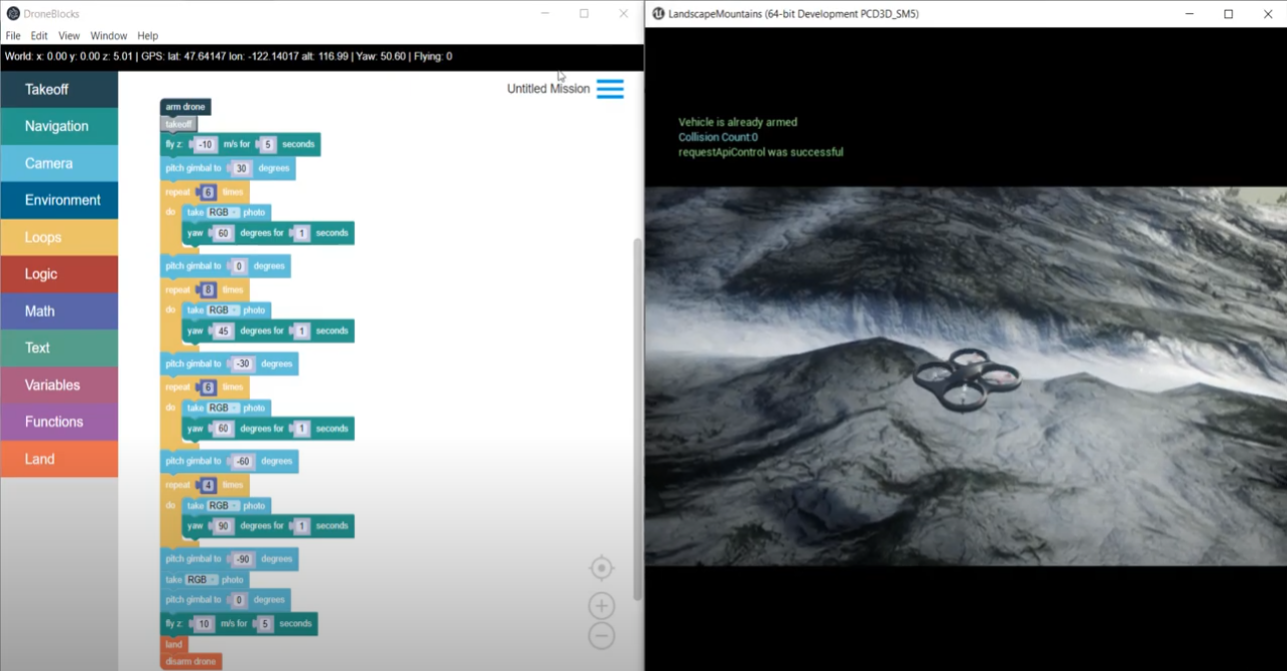 DroneBlocks
File Edit View Window Help
World: x: 0.00 y: 0.00 z: 5.01 | GPS: lat: 47.64147 lon: -122.14017 alt: 116.99 | Yaw: 50.60 | Flying: 0
Takeoff
Navigation
Camera
Environment
Loops
Logic
Math
Text
Variables
Functions
Land
Untitled Mission
arm drone
takeoff
fly z: -10 m/s for 5 seconds
pitch gimbal to 30 degrees
repeat 6 times
do take RGB photo
yaw 60 degrees for 1 seconds
pitch gimbal to 0 degrees
repeat 8 times
do take RGB photo
yaw 45 degrees for 1 seconds
pitch gimbal to -30 degrees
repeat 6 times
do take RGB photo
yaw 60 degrees for 1 seconds
pitch gimbal to -60 degrees
repeat 4 times
do take RGB photo
yaw 90 degrees for 1 seconds
pitch gimbal to -90 degrees
take RGB photo
pitch gimbal to 0 degrees
fly z: 10 m/s for 5 seconds
land
disarm drone
LandscapeMountains (64-bit Development PCD3D_SM5)
Vehicle is already armed
Collision Count:0
requestApiControl was successful